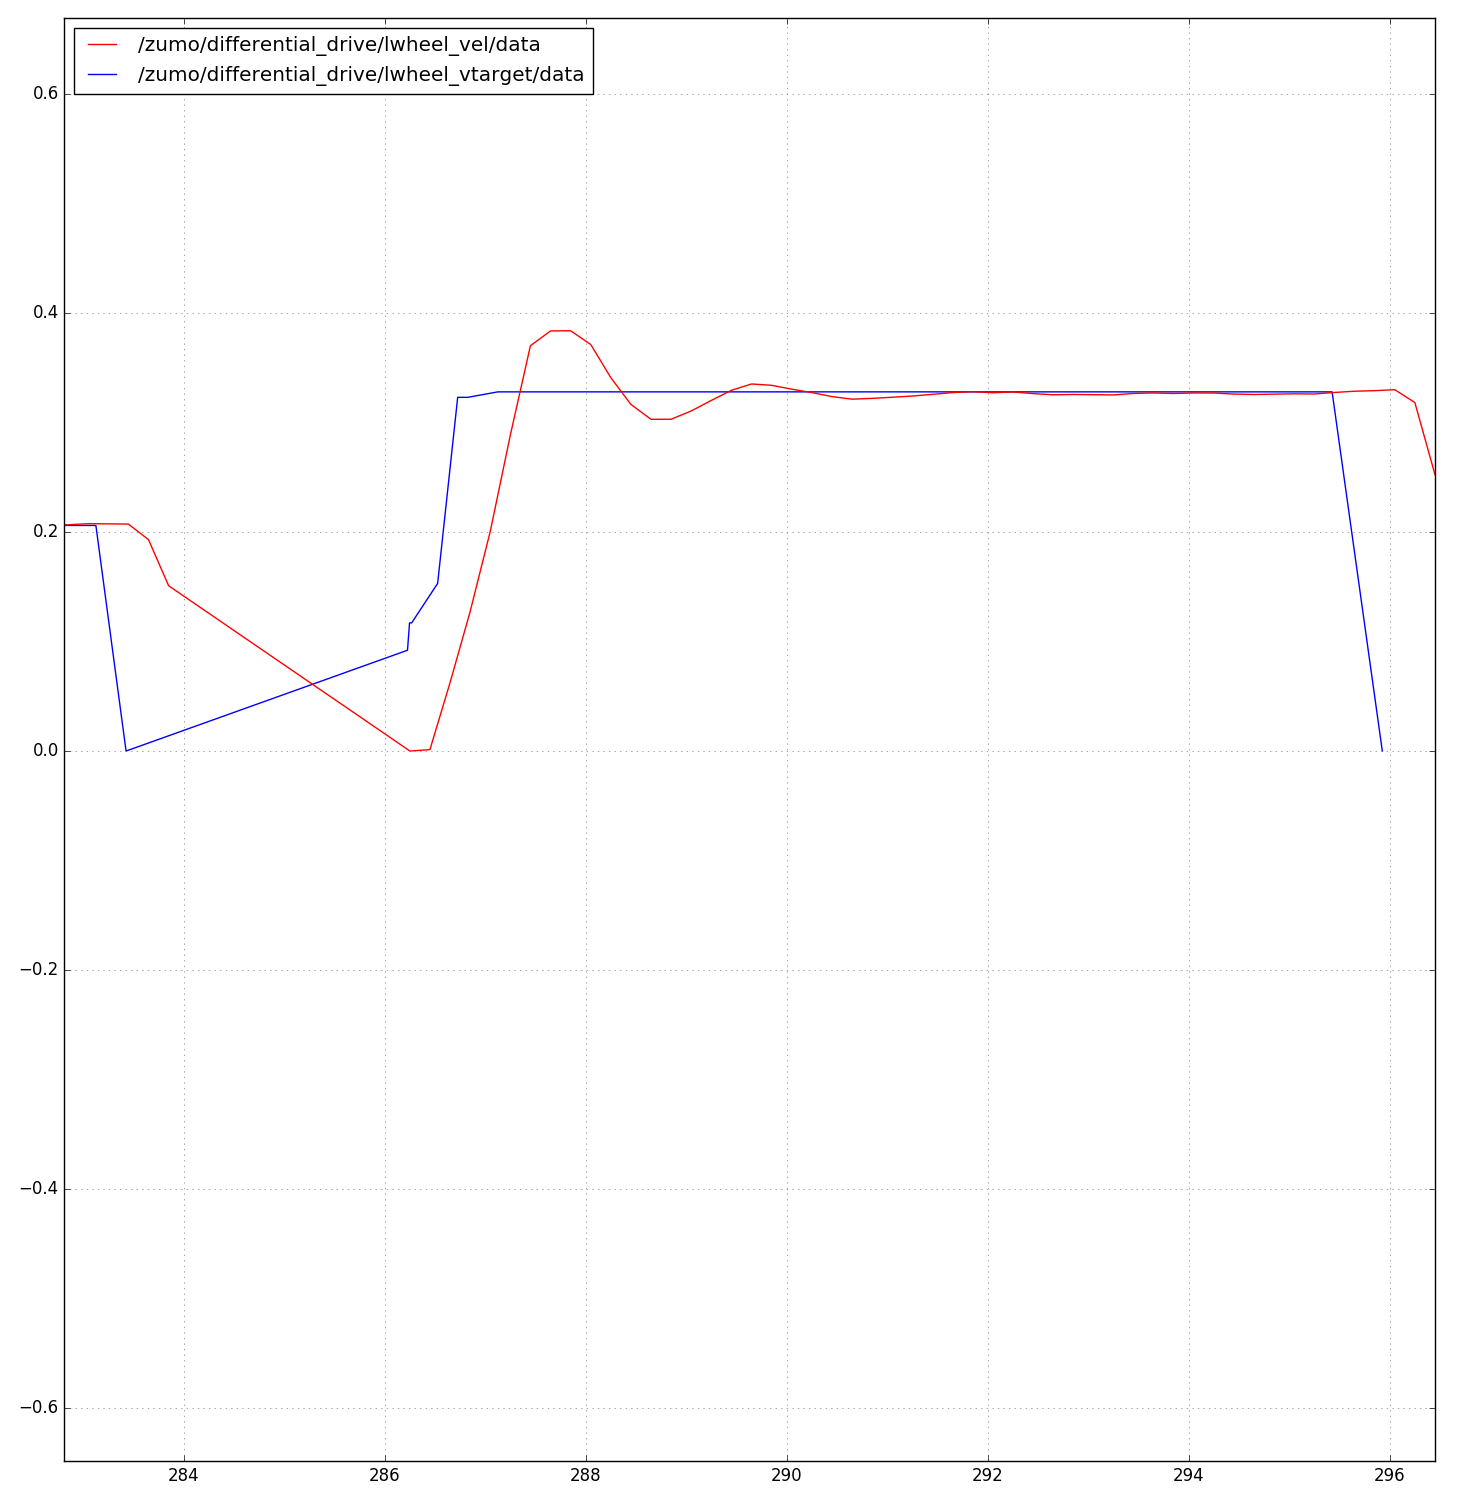 /zumo/differential_drive/lwheel_vel/data
/zumo/differential_drive/lwheel_vtarget/data
0.6
0.4
0.2
0.0
−0.2
−0.4
−0.6
284 286 288 290 292 294 296